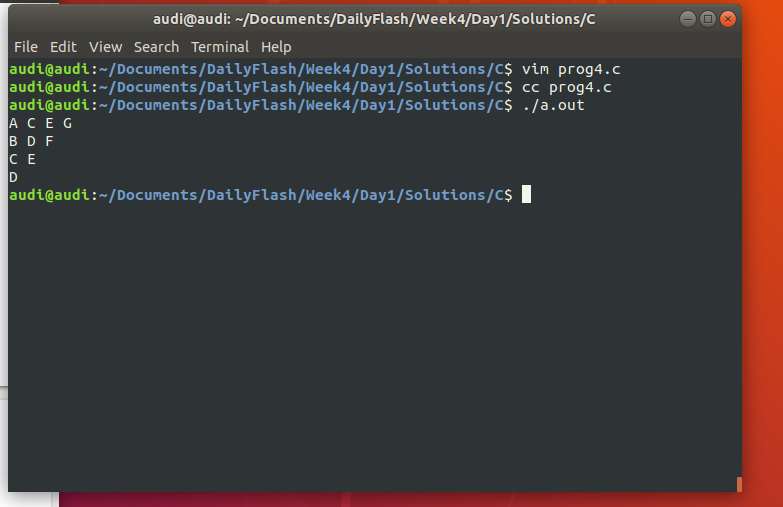 audi@audi: ~/Documents/DailyFlash/Week4/Day1/Solutions/C
File Edit View Search Terminal Help
audi@audi:~/Documents/DailyFlash/Week4/Day1/Solutions/C$ vim prog4.c
audi@audi:~/Documents/DailyFlash/Week4/Day1/Solutions/C$ cc prog4.c
audi@audi:~/Documents/DailyFlash/Week4/Day1/Solutions/C$ ./a.out
A C E G
B D F
C E
D
audi@audi:~/Documents/DailyFlash/Week4/Day1/Solutions/C$